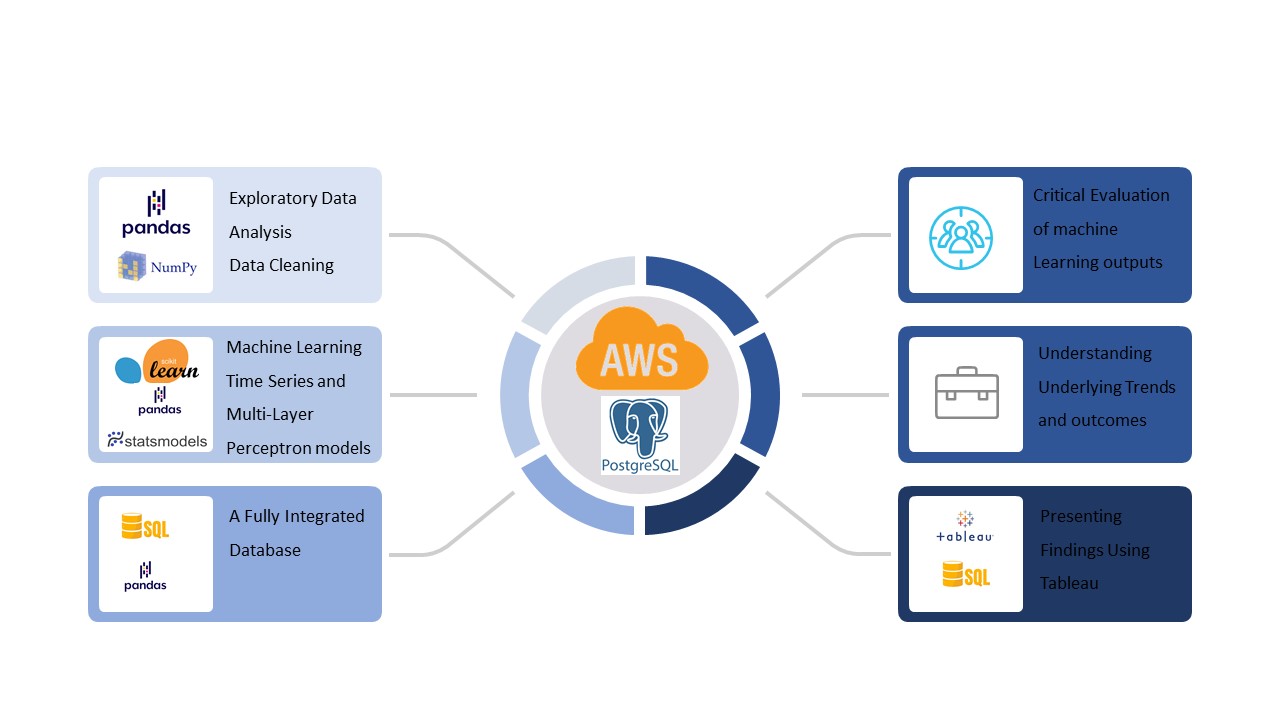 pandas
NumPy
Exploratory Data
Analysis
Data Cleaning
scikit
learn
pandas
statsmodels
Machine Learning
Time Series and
Multi-Layer
Perceptron models
SQL
pandas
A Fully Integrated
Database
AWS
PostgreSQL
Critical Evaluation
of machine
Learning outputs
Understanding
Underlying Trends
and outcomes
+ableau
SQL
Presenting
Findings Using
Tableau